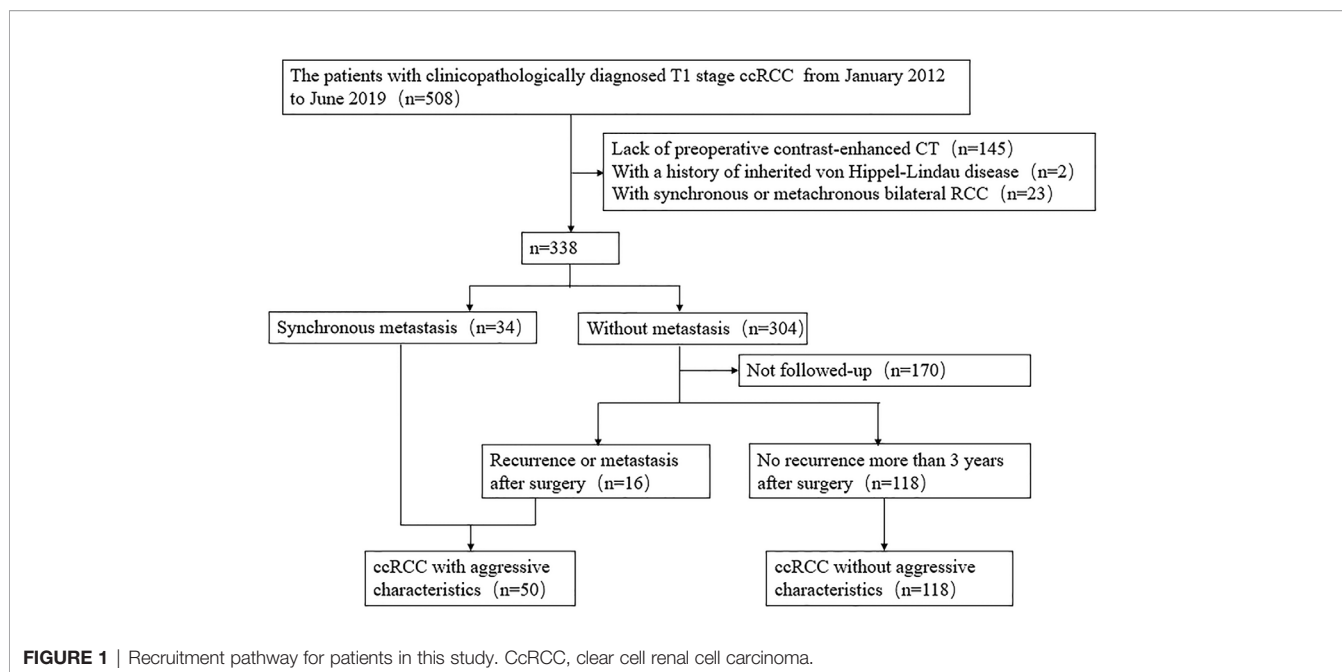 The patients with clinicopathologically diagnosed T1 stage ccRCC from January 2012
to June 2019 (n=508)
Lack of preoperative contrast-enhanced CT (n=145)
With a history of inherited von Hippel-Lindau disease (n=2)
With synchronous or metachronous bilateral RCC (n=23)
n=338
Synchronous metastasis (n=34)
Without metastasis (n=304)
Not followed-up (n=170)
Recurrence or metastasis
after surgery (n=16)
No recurrence more than 3 years
after surgery (n=118)
ccRCC with aggressive
characteristics (n=50)
ccRCC without aggressive
characteristics (n=118)
FIGURE 1 | Recruitment pathway for patients in this study. CcRCC, clear cell renal cell carcinoma.